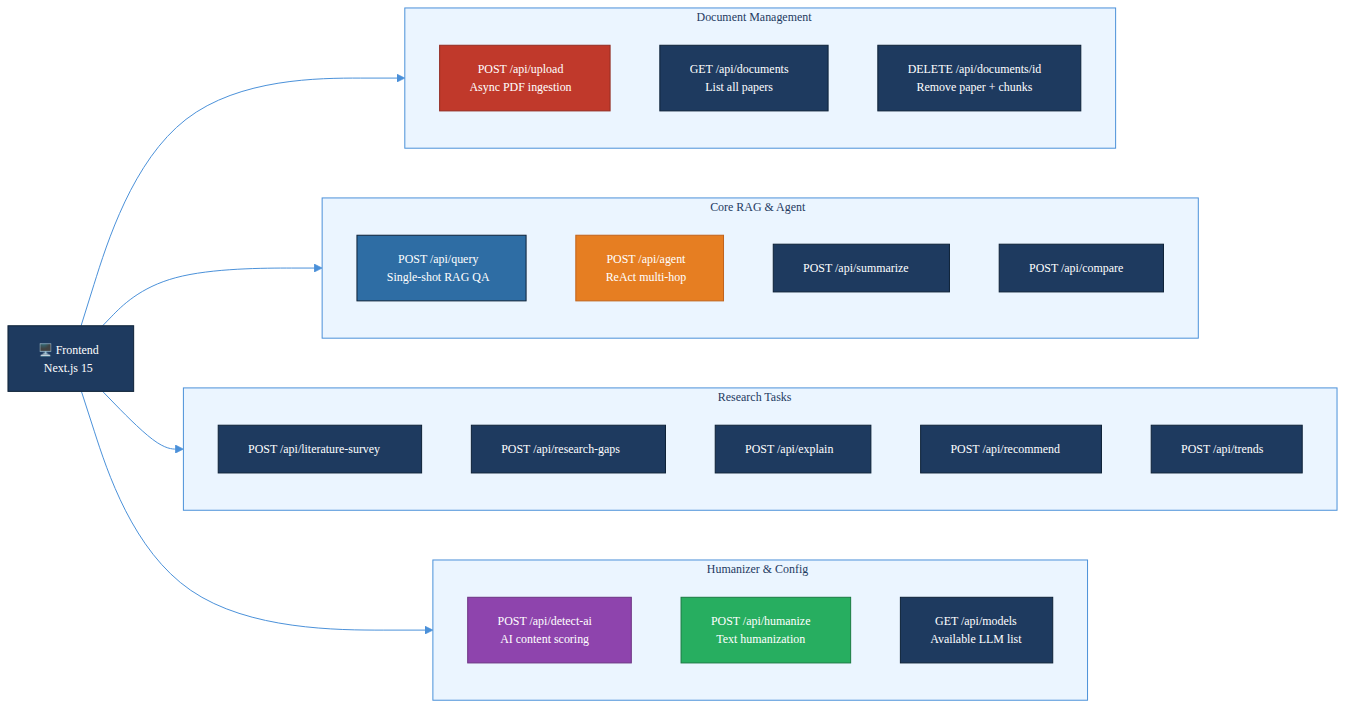 Document Management
POST /api/upload
Async PDF ingestion
GET /api/documents
List all papers
DELETE /api/documents/id
Remove paper + chunks
Core RAG & Agent
POST /api/query
Single-shot RAG QA
POST /api/agent
ReAct multi-hop
POST /api/summarize
POST /api/compare
🖥️ Frontend
Next.js 15
Research Tasks
POST /api/literature-survey
POST /api/research-gaps
POST /api/explain
POST /api/recommend
POST /api/trends
Humanizer & Config
POST /api/detect-ai
AI content scoring
POST /api/humanize
Text humanization
GET /api/models
Available LLM list